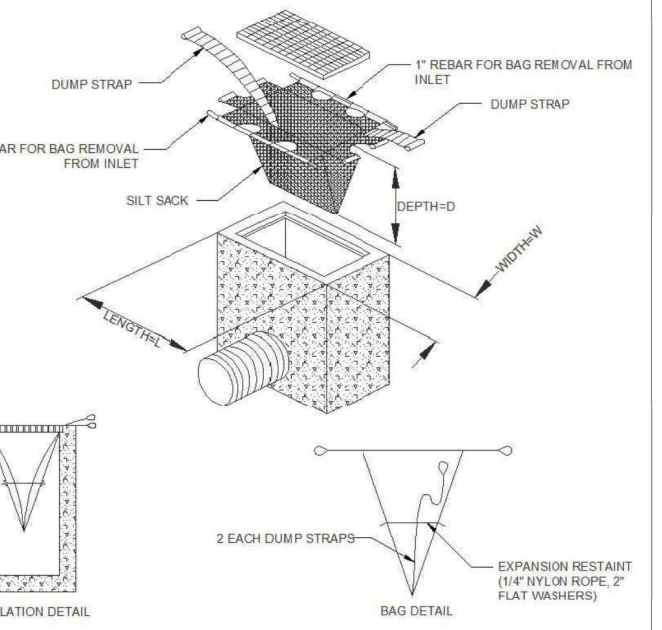 1" REBAR FOR BAG REMOVAL FROM
INLET
DUMP STRAP
DUMP STRAP
AR FOR BAG REMOVAL
FROM INLET
SILT SACK
DEPTH=D
WIDTH=W
LENGTH=L
2 EACH DUMP STRAPS
EXPANSION RESTAINT
(1/4" NYLON ROPE, 2"
FLAT WASHERS)
LATION DETAIL
BAG DETAIL